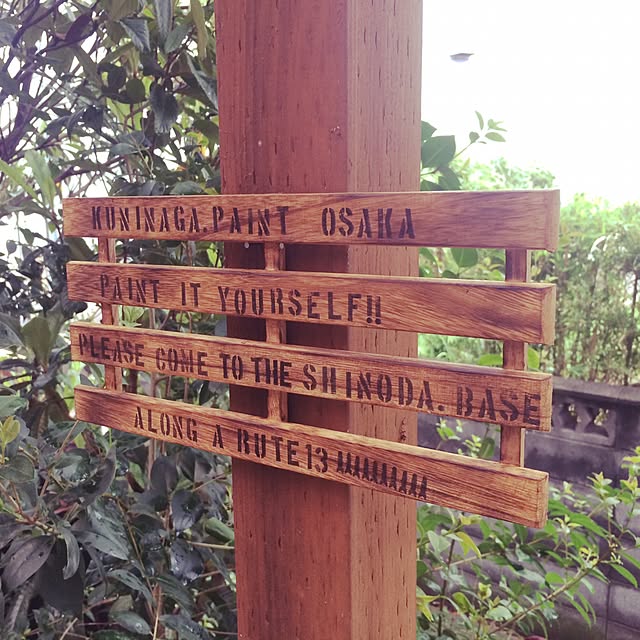 KUNINAGA.PAINT OSAKA
PAINT IT YOURSELF!!
PLEASE COME TO THE SHINODA.BASE
ALONG A RUTE13 !!!!!!!!!!